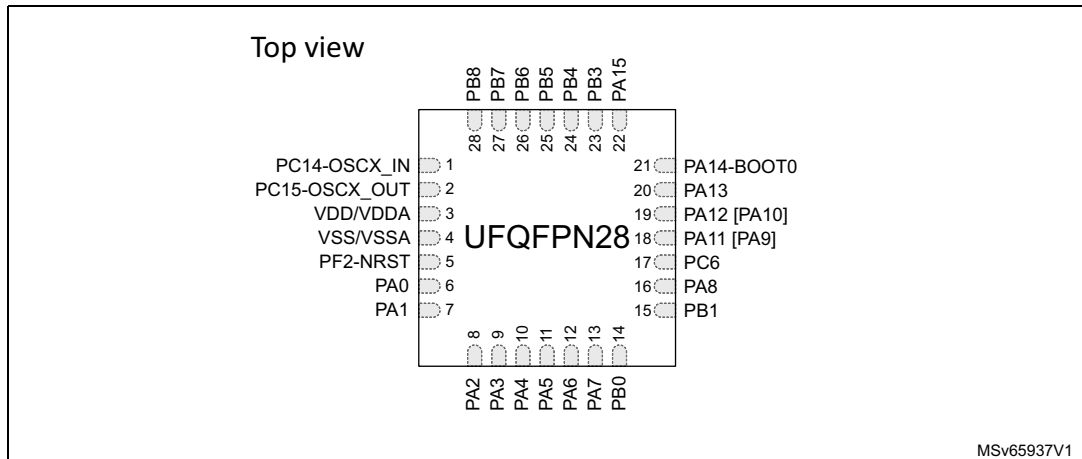 Top view
PB8
PB7
PB6
PB5
PB4
PB3
PA15
28
27
26
25
24
23
22
PC14-OSCX_IN 1
PC15-OSCX_OUT 2
VDD/VDDA 3
VSS/VSSA 4
PF2-NRST 5
PA0 6
PA1 7
UFQFPN28
21 PA14-BOOT0
20 PA13
19 PA12 [PA10]
18 PA11 [PA9]
17 PC6
16 PA8
15 PB1
8
9
10
11
12
13
14
PA2
PA3
PA4
PA5
PA6
PA7
PB0
MSv65937V1